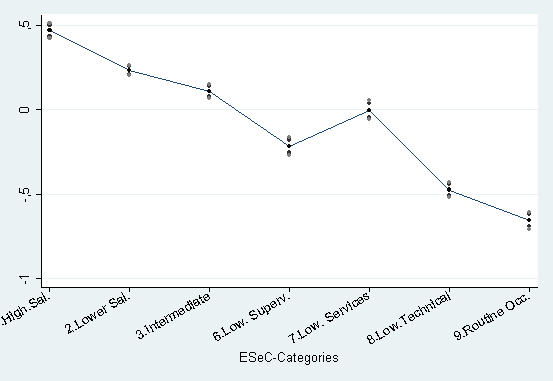 ,5
0
-,5
-1
.High.Sal.
2.Lower Sal.
3.Intermediate
6.Low. Superv.
7.Low. Services
8.Low.Technical
9.Routine Occ.
ESeC-Categories